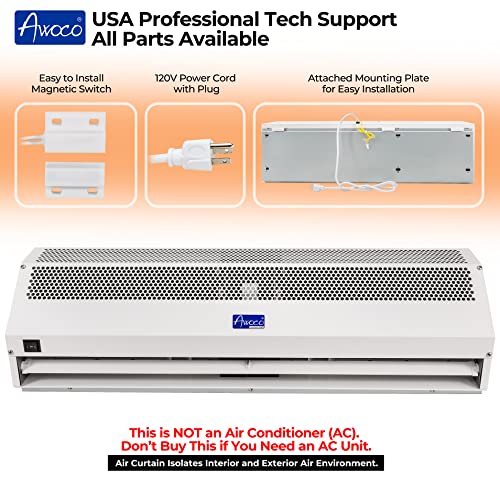 Awoco®
USA Professional Tech Support
All Parts Available
Easy to Install
Magnetic Switch
120V Power Cord
with Plug
Attached Mounting Plate
for Easy Installation
Awoco
This is NOT an Air Conditioner (AC).
Don't Buy This if You Need an AC Unit.
Air Curtain Isolates Interior and Exterior Air Environment.